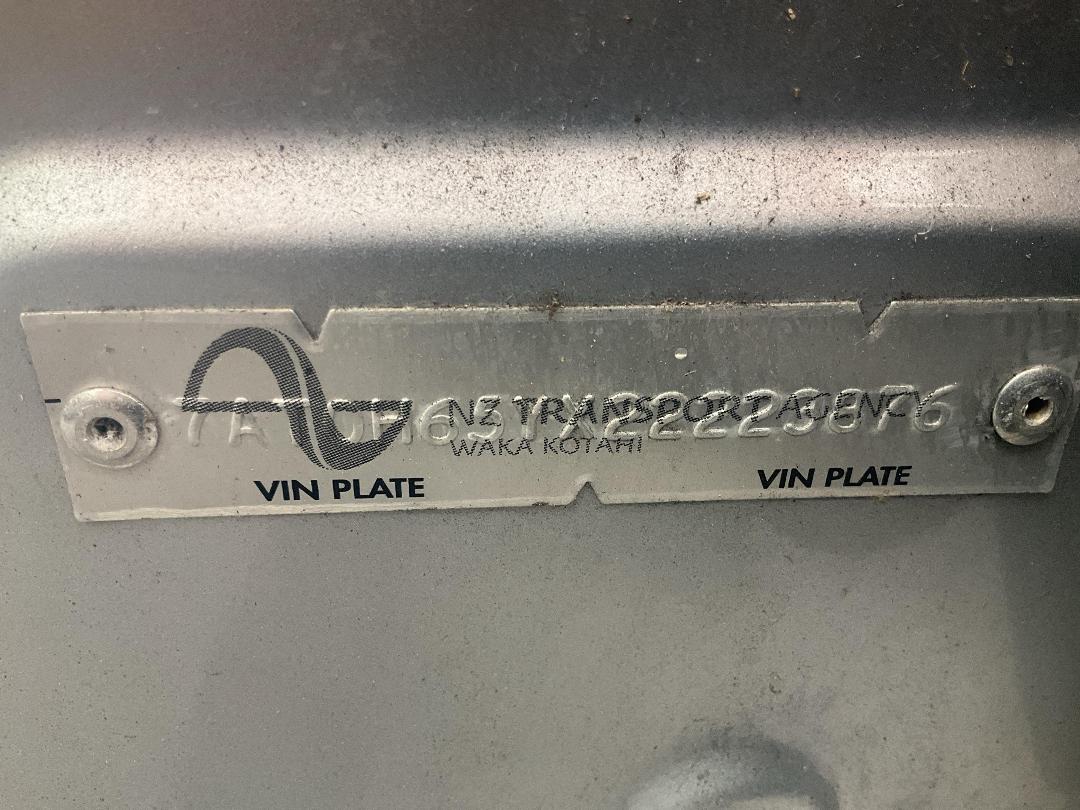 NZ TRANSPORT AGENCY
WAKA KOTAHI
VIN PLATE VIN PLATE